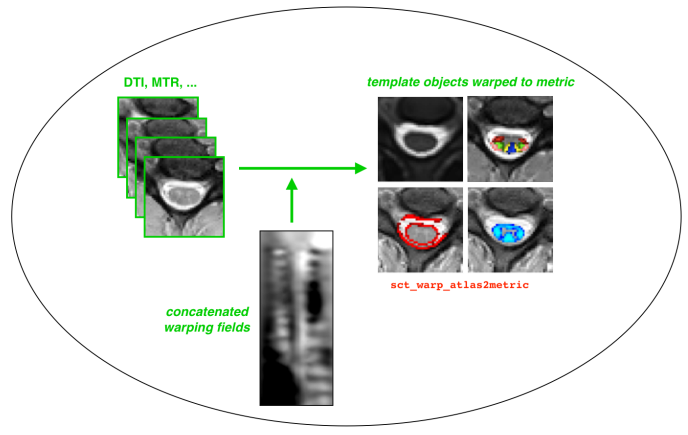 DTI, MTR, ...
template objects warped to metric
concatenated
warping fields
sct_warp_atlas2metric